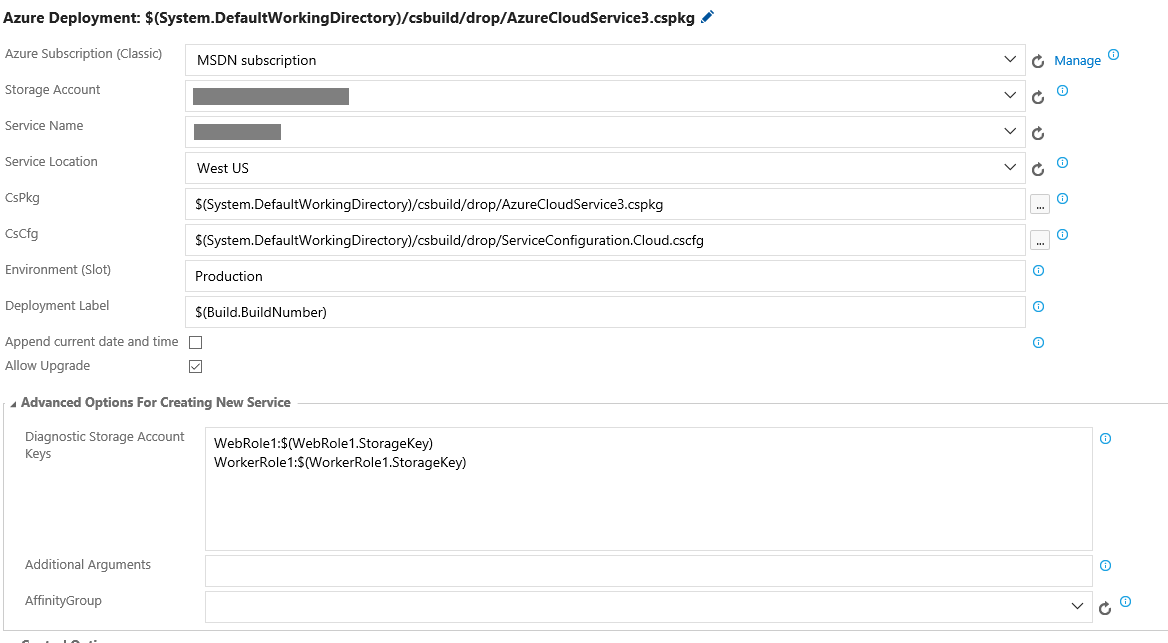 Azure Deployment: $(System.DefaultWorkingDirectory)/csbuild/drop/AzureCloudService3.cspkg
Azure Subscription (Classic) MSDN subscription Manage
Storage Account
Service Name
Service Location West US
CsPkg $(System.DefaultWorkingDirectory)/csbuild/drop/AzureCloudService3.cspkg ...
CsCfg $(System.DefaultWorkingDirectory)/csbuild/drop/ServiceConfiguration.Cloud.cscfg ...
Environment (Slot) Production
Deployment Label $(Build.BuildNumber)
Append current date and time
Allow Upgrade
Advanced Options For Creating New Service
Diagnostic Storage Account Keys
WebRole1:$(WebRole1.StorageKey)
WorkerRole1:$(WorkerRole1.StorageKey)
Additional Arguments
AffinityGroup